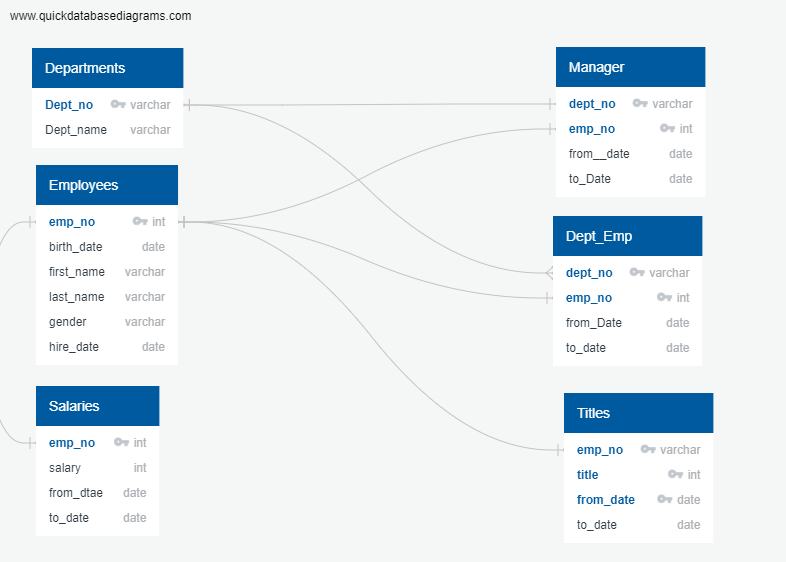 www.quickdatabasediagrams.com
Departments
Dept_no varchar
Dept_name varchar
Employees
emp_no int
birth_date date
first_name varchar
last_name varchar
gender varchar
hire_date date
Salaries
emp_no int
salary int
from_dtae date
to_date date
Manager
dept_no varchar
emp_no int
from__date date
to_Date date
Dept_Emp
dept_no varchar
emp_no int
from_Date date
to_date date
Titles
emp_no varchar
title int
from_date date
to_date date